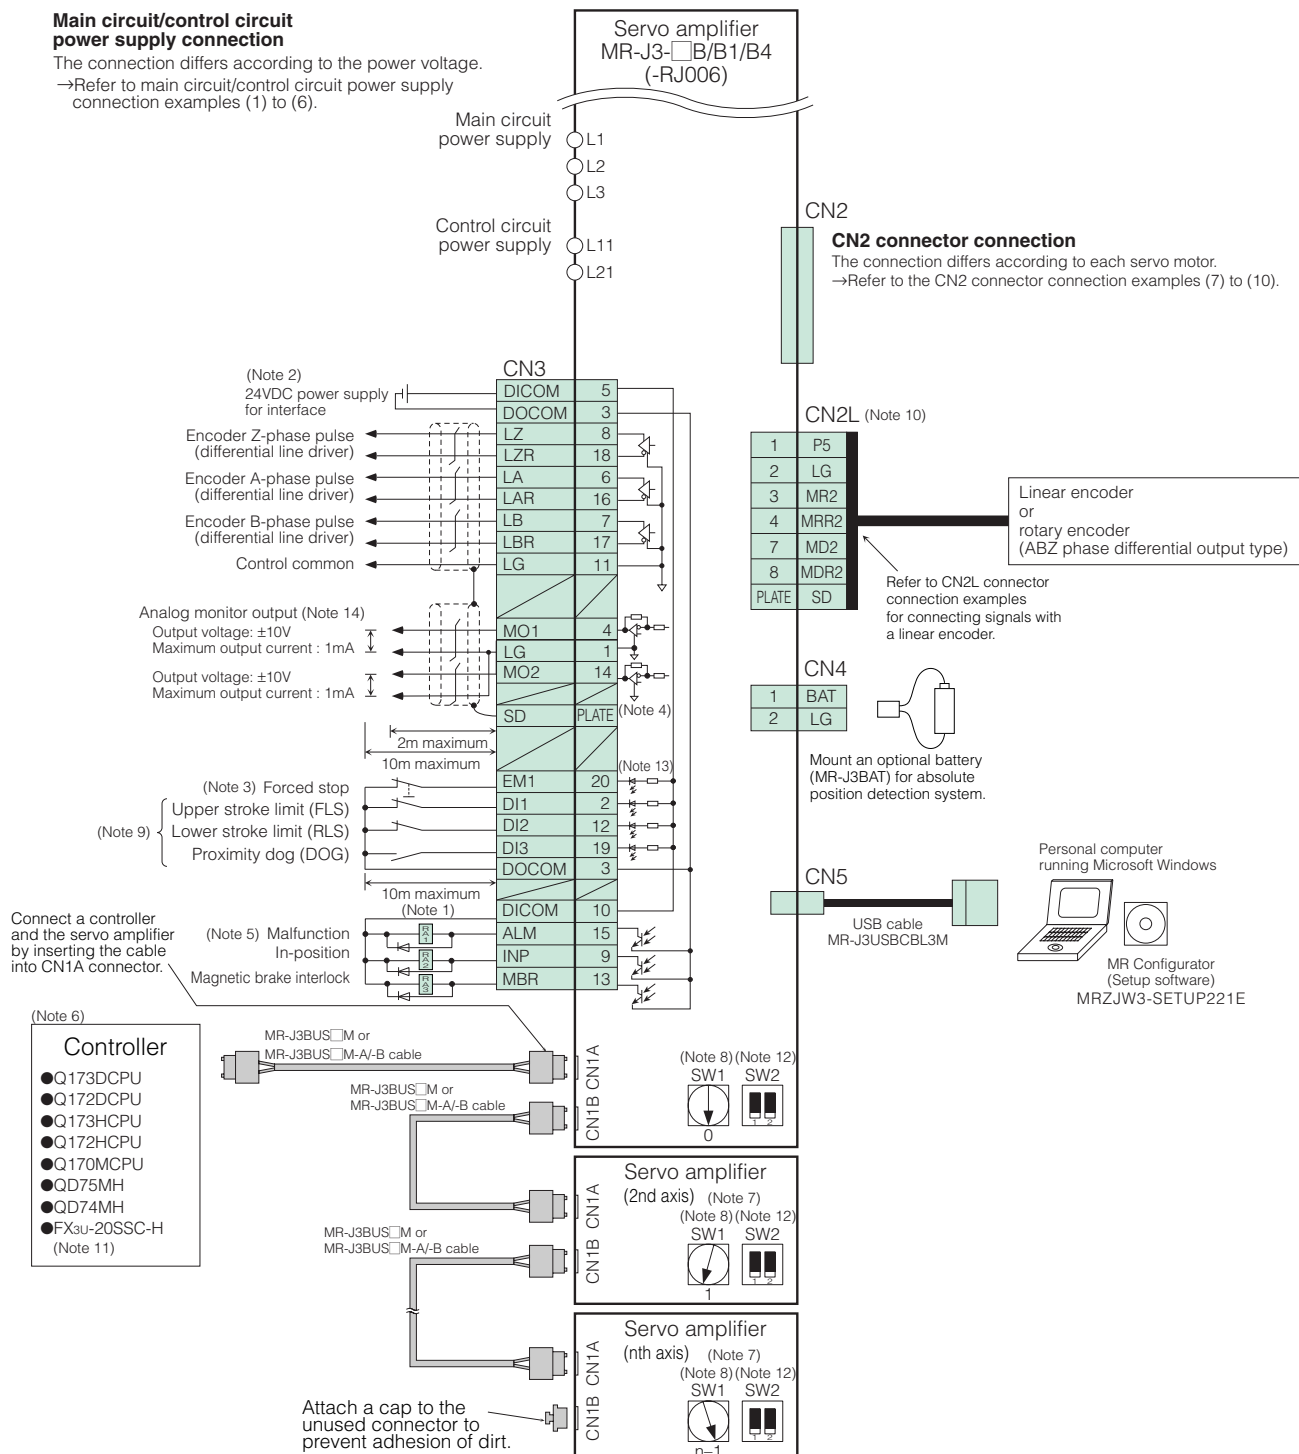 Main circuit/control circuit
power supply connection
The connection differs according to the power voltage.
→Refer to main circuit/control circuit power supply
connection examples (1) to (6).
Servo amplifier
MR-J3-□B/B1/B4
(-RJ006)
Main circuit
power supply
L1
L2
L3
Control circuit
power supply
L11
L21
CN2
CN2 connector connection
The connection differs according to each servo motor.
→Refer to the CN2 connector connection examples (7) to (10).
CN3
(Note 2)
24VDC power supply
for interface
DICOM 5
DOCOM 3
Encoder Z-phase pulse
(differential line driver)
LZ 8
LZR 18
Encoder A-phase pulse
(differential line driver)
LA 6
LAR 16
Encoder B-phase pulse
(differential line driver)
LB 7
LBR 17
Control common
LG 11
Analog monitor output (Note 14)
Output voltage: ±10V
Maximum output current : 1mA
Output voltage: ±10V
Maximum output current : 1mA
MO1 4
LG 1
MO2 14
SD PLATE
(Note 4)
2m maximum
10m maximum
(Note 13)
(Note 3) Forced stop
EM1 20
Upper stroke limit (FLS)
DI1 2
(Note 9)
Lower stroke limit (RLS)
DI2 12
Proximity dog (DOG)
DI3 19
DOCOM 3
10m maximum
(Note 1)
DICOM 10
(Note 5) Malfunction
RA1
ALM 15
In-position
RA2
INP 9
Magnetic brake interlock
RA3
MBR 13
CN2L (Note 10)
1 P5
2 LG
3 MR2
4 MRR2
7 MD2
8 MDR2
PLATE SD
Linear encoder
or
rotary encoder
(ABZ phase differential output type)
Refer to CN2L connector
connection examples
for connecting signals with
a linear encoder.
CN4
1 BAT
2 LG
Mount an optional battery
(MR-J3BAT) for absolute
position detection system.
CN5
USB cable
MR-J3USBCBL3M
Personal computer
running Microsoft Windows
MR Configurator
(Setup software)
MRZJW3-SETUP221E
Connect a controller
and the servo amplifier
by inserting the cable
into CN1A connector.
(Note 6)
Controller
●Q173DCPU
●Q172DCPU
●Q173HCPU
●Q172HCPU
●Q170MCPU
●QD75MH
●QD74MH
●FX3U-20SSC-H
(Note 11)
MR-J3BUS□M or
MR-J3BUS□M-A/-B cable
CN1A
MR-J3BUS□M or
MR-J3BUS□M-A/-B cable
CN1B
(Note 8) (Note 12)
SW1 SW2
0
1 2
Servo amplifier
(2nd axis) (Note 7)
(Note 8) (Note 12)
SW1 SW2
1
1 2
CN1A
CN1B
MR-J3BUS□M or
MR-J3BUS□M-A/-B cable
Servo amplifier
(nth axis) (Note 7)
(Note 8) (Note 12)
SW1 SW2
n−1
1 2
CN1A
CN1B
Attach a cap to the
unused connector to
prevent adhesion of dirt.